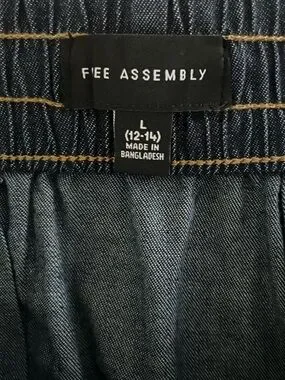 FREE ASSEMBLY
L
(12-14)
MADE IN
BANGLADESH